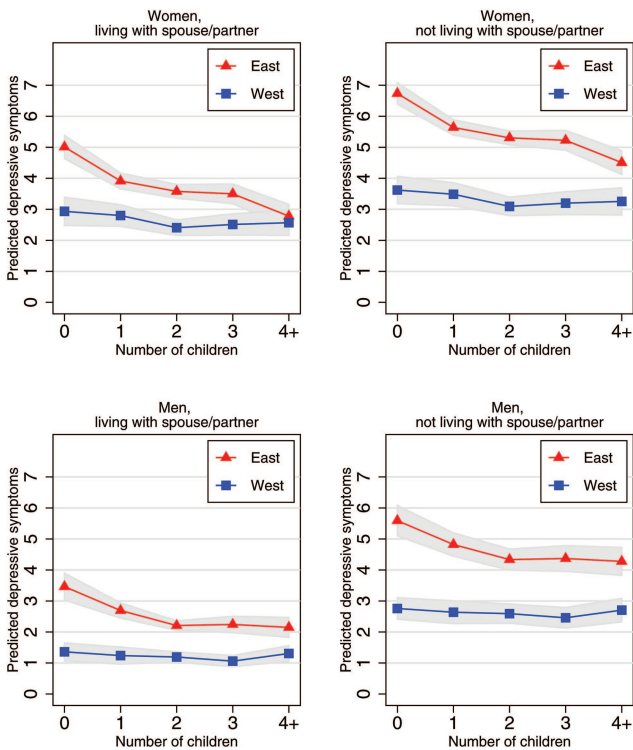 Women,
living with spouse/partner
East
West
Predicted depressive symptoms
7
6
5
4
3
2
1
0
0 1 2 3 4+
Number of children
Women,
not living with spouse/partner
East
West
Predicted depressive symptoms
7
6
5
4
3
2
1
0
0 1 2 3 4+
Number of children
Men,
living with spouse/partner
East
West
Predicted depressive symptoms
7
6
5
4
3
2
1
0
0 1 2 3 4+
Number of children
Men,
not living with spouse/partner
East
West
Predicted depressive symptoms
7
6
5
4
3
2
1
0
0 1 2 3 4+
Number of children